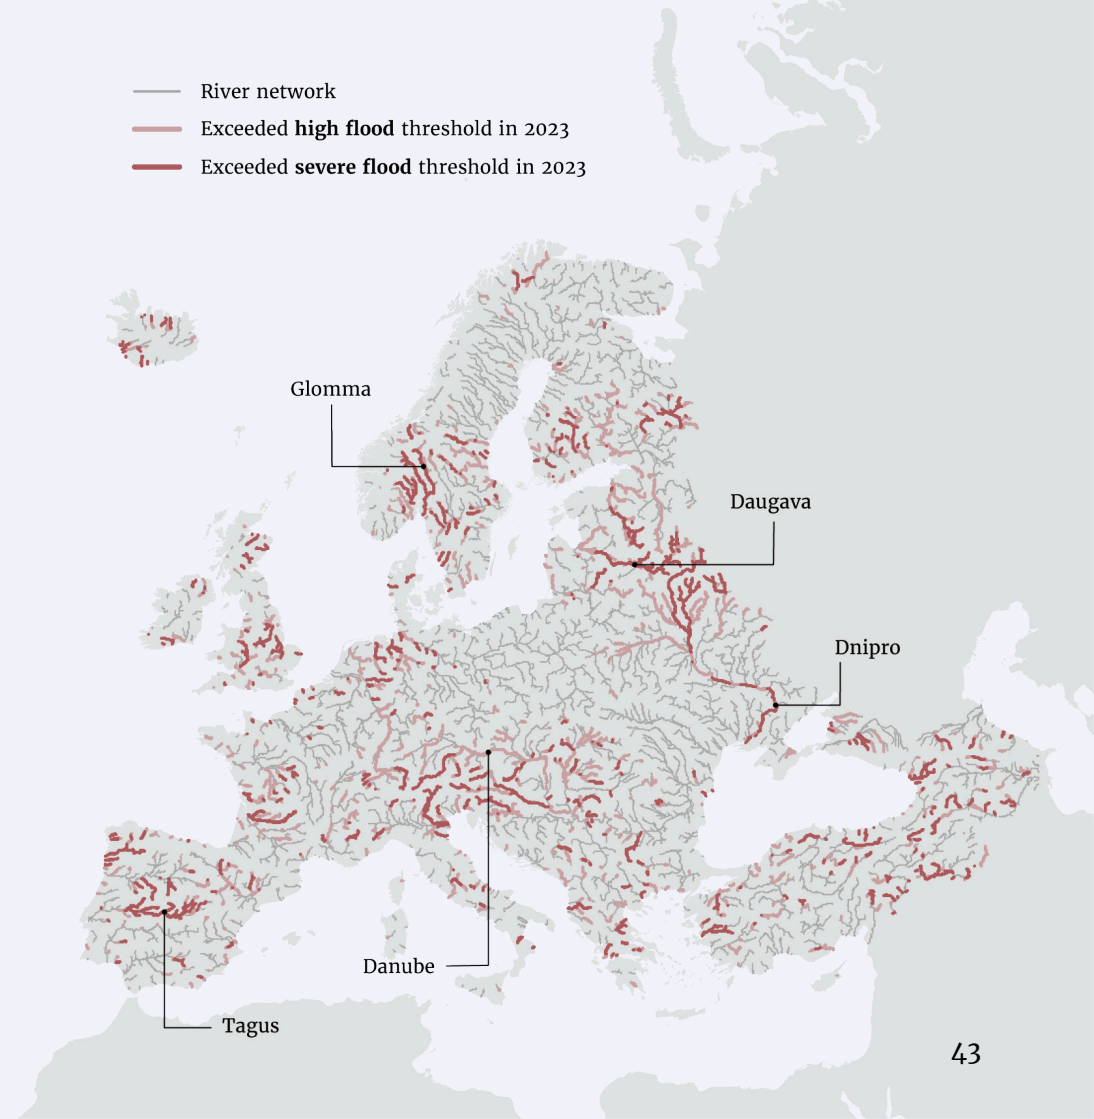 River network
Exceeded high flood threshold in 2023
Exceeded severe flood threshold in 2023
Glomma
Daugava
Dnipro
Danube
Tagus
43